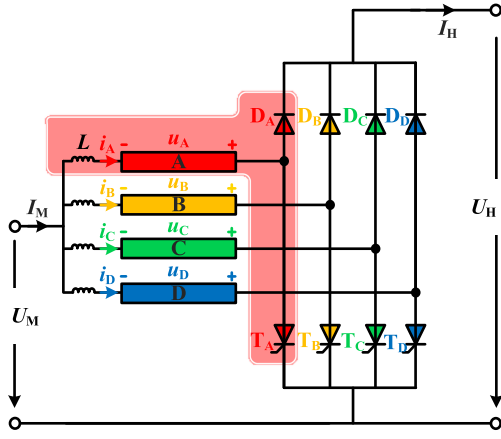 I_H
D_A D_B D_C D_D
L i_A - u_A +
A
i_B - u_B +
B
I_M
i_C - u_C +
C
U_H
i_D - u_D +
D
U_M
T_A T_B T_C T_D